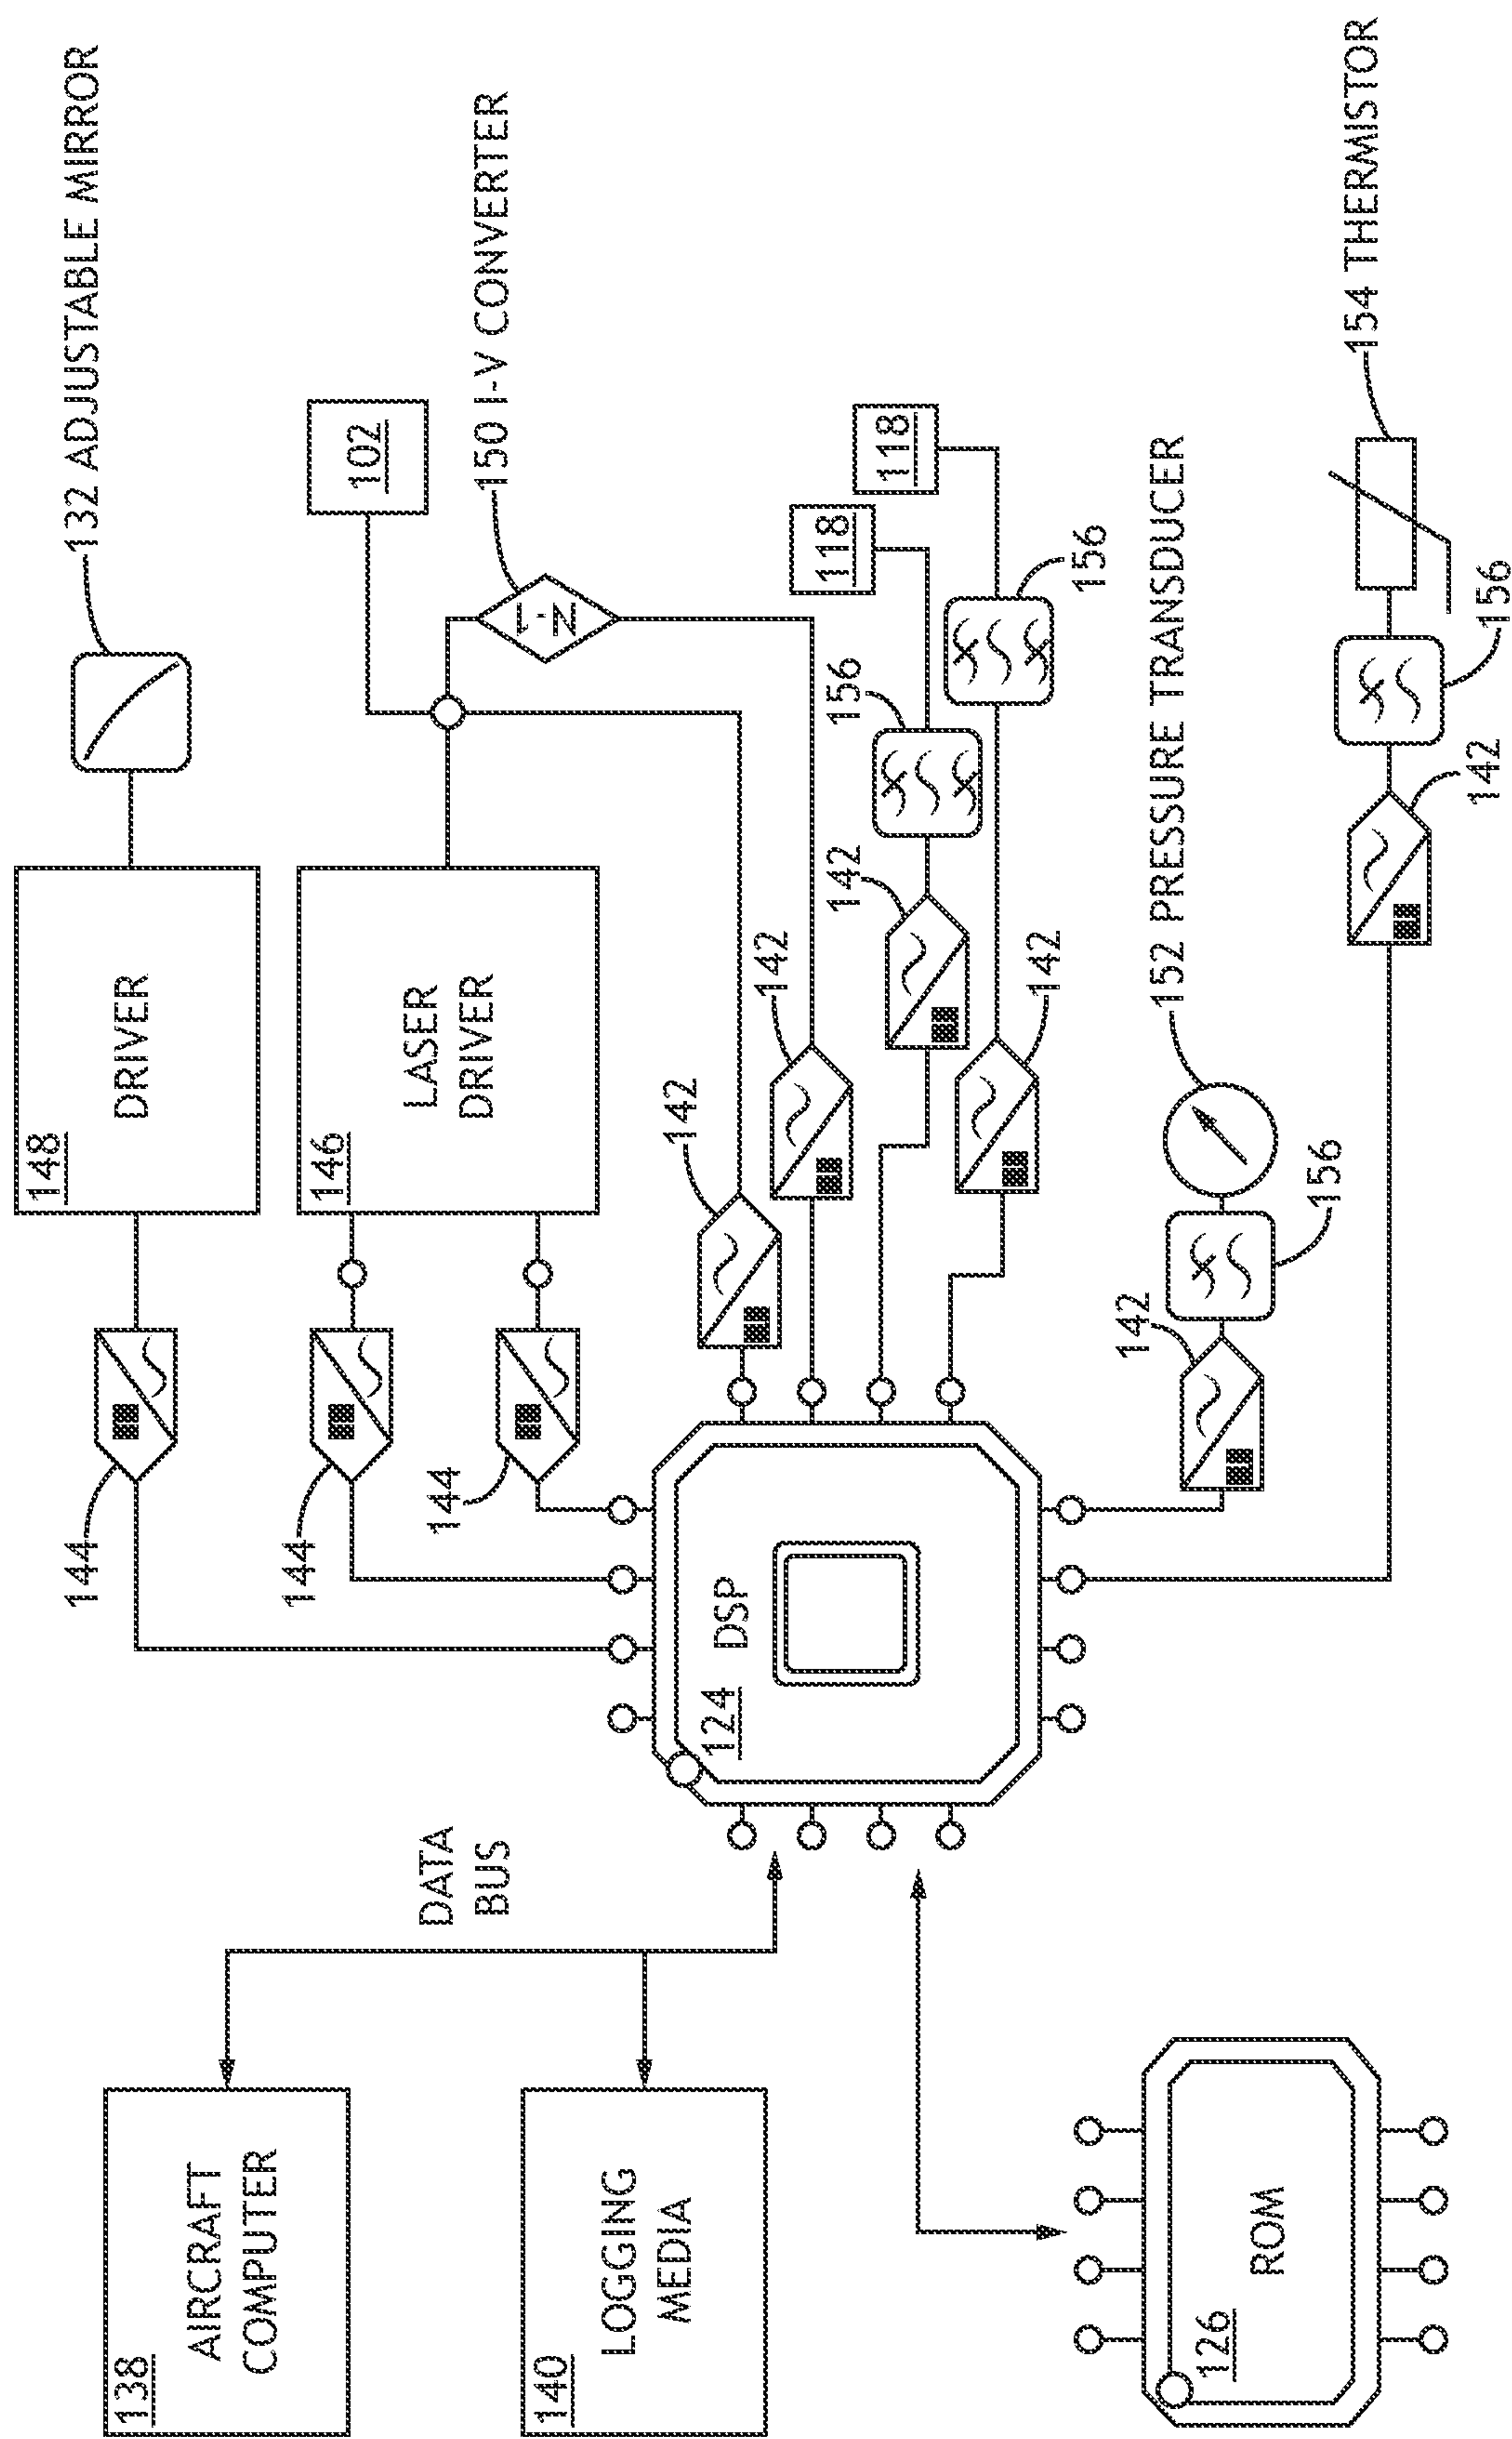 138
AIRCRAFT
COMPUTER
140
LOGGING
MEDIA
DATA
BUS
126
ROM
124
DSP
144
144
144
148
DRIVER
146
LASER
DRIVER
132 ADJUSTABLE MIRROR
102
150 I-V CONVERTER
N-1
142
142
142
156
118
142
156
118
142
156
152 PRESSURE TRANSDUCER
142
156
154 THERMISTOR